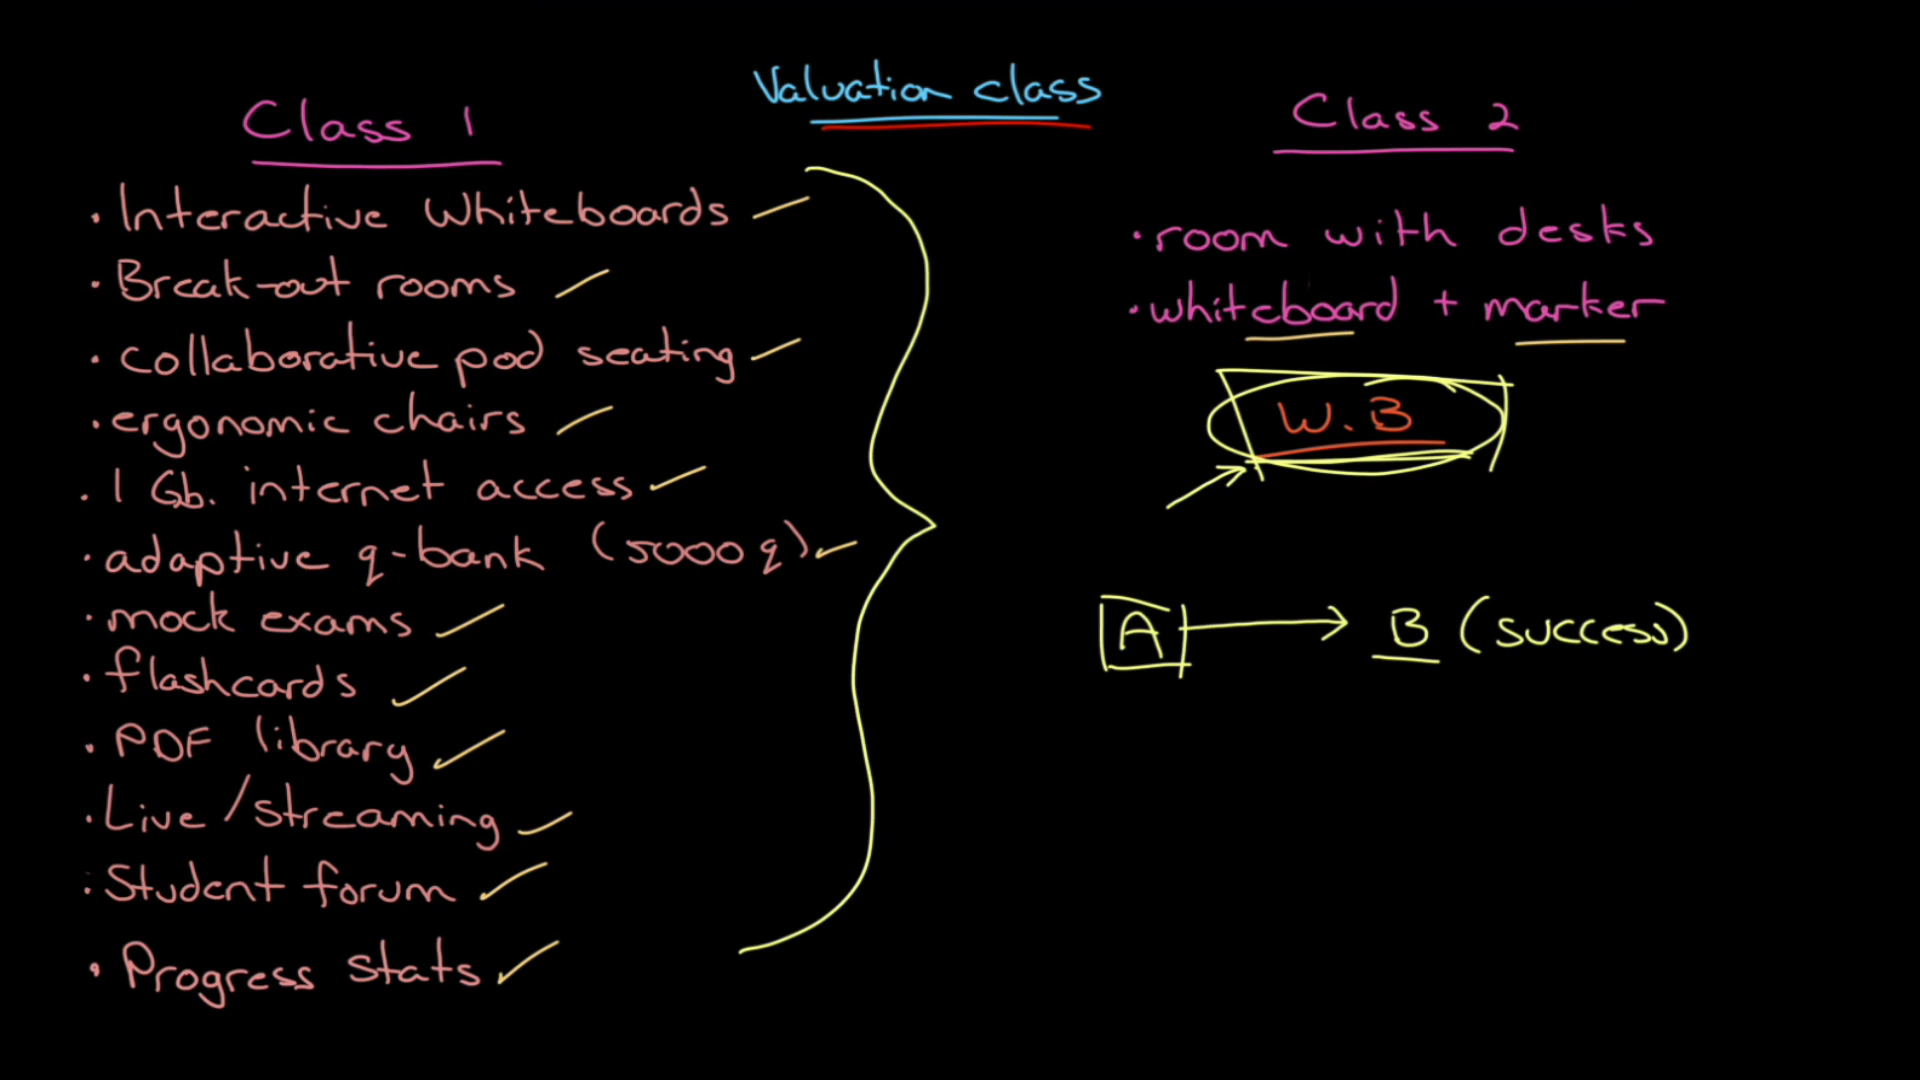 Valuation class
Class 1
• Interactive Whiteboards
• Break-out rooms
• collaborative pod seating
• ergonomic chairs
• 1 Gb. internet access
• adaptive q-bank (5000 q)
• mock exams
• flashcards
• PDF library
• Live/streaming
• Student forum
• Progress stats
Class 2
• room with desks
• whiteboard + marker
W.B
A → B (success)